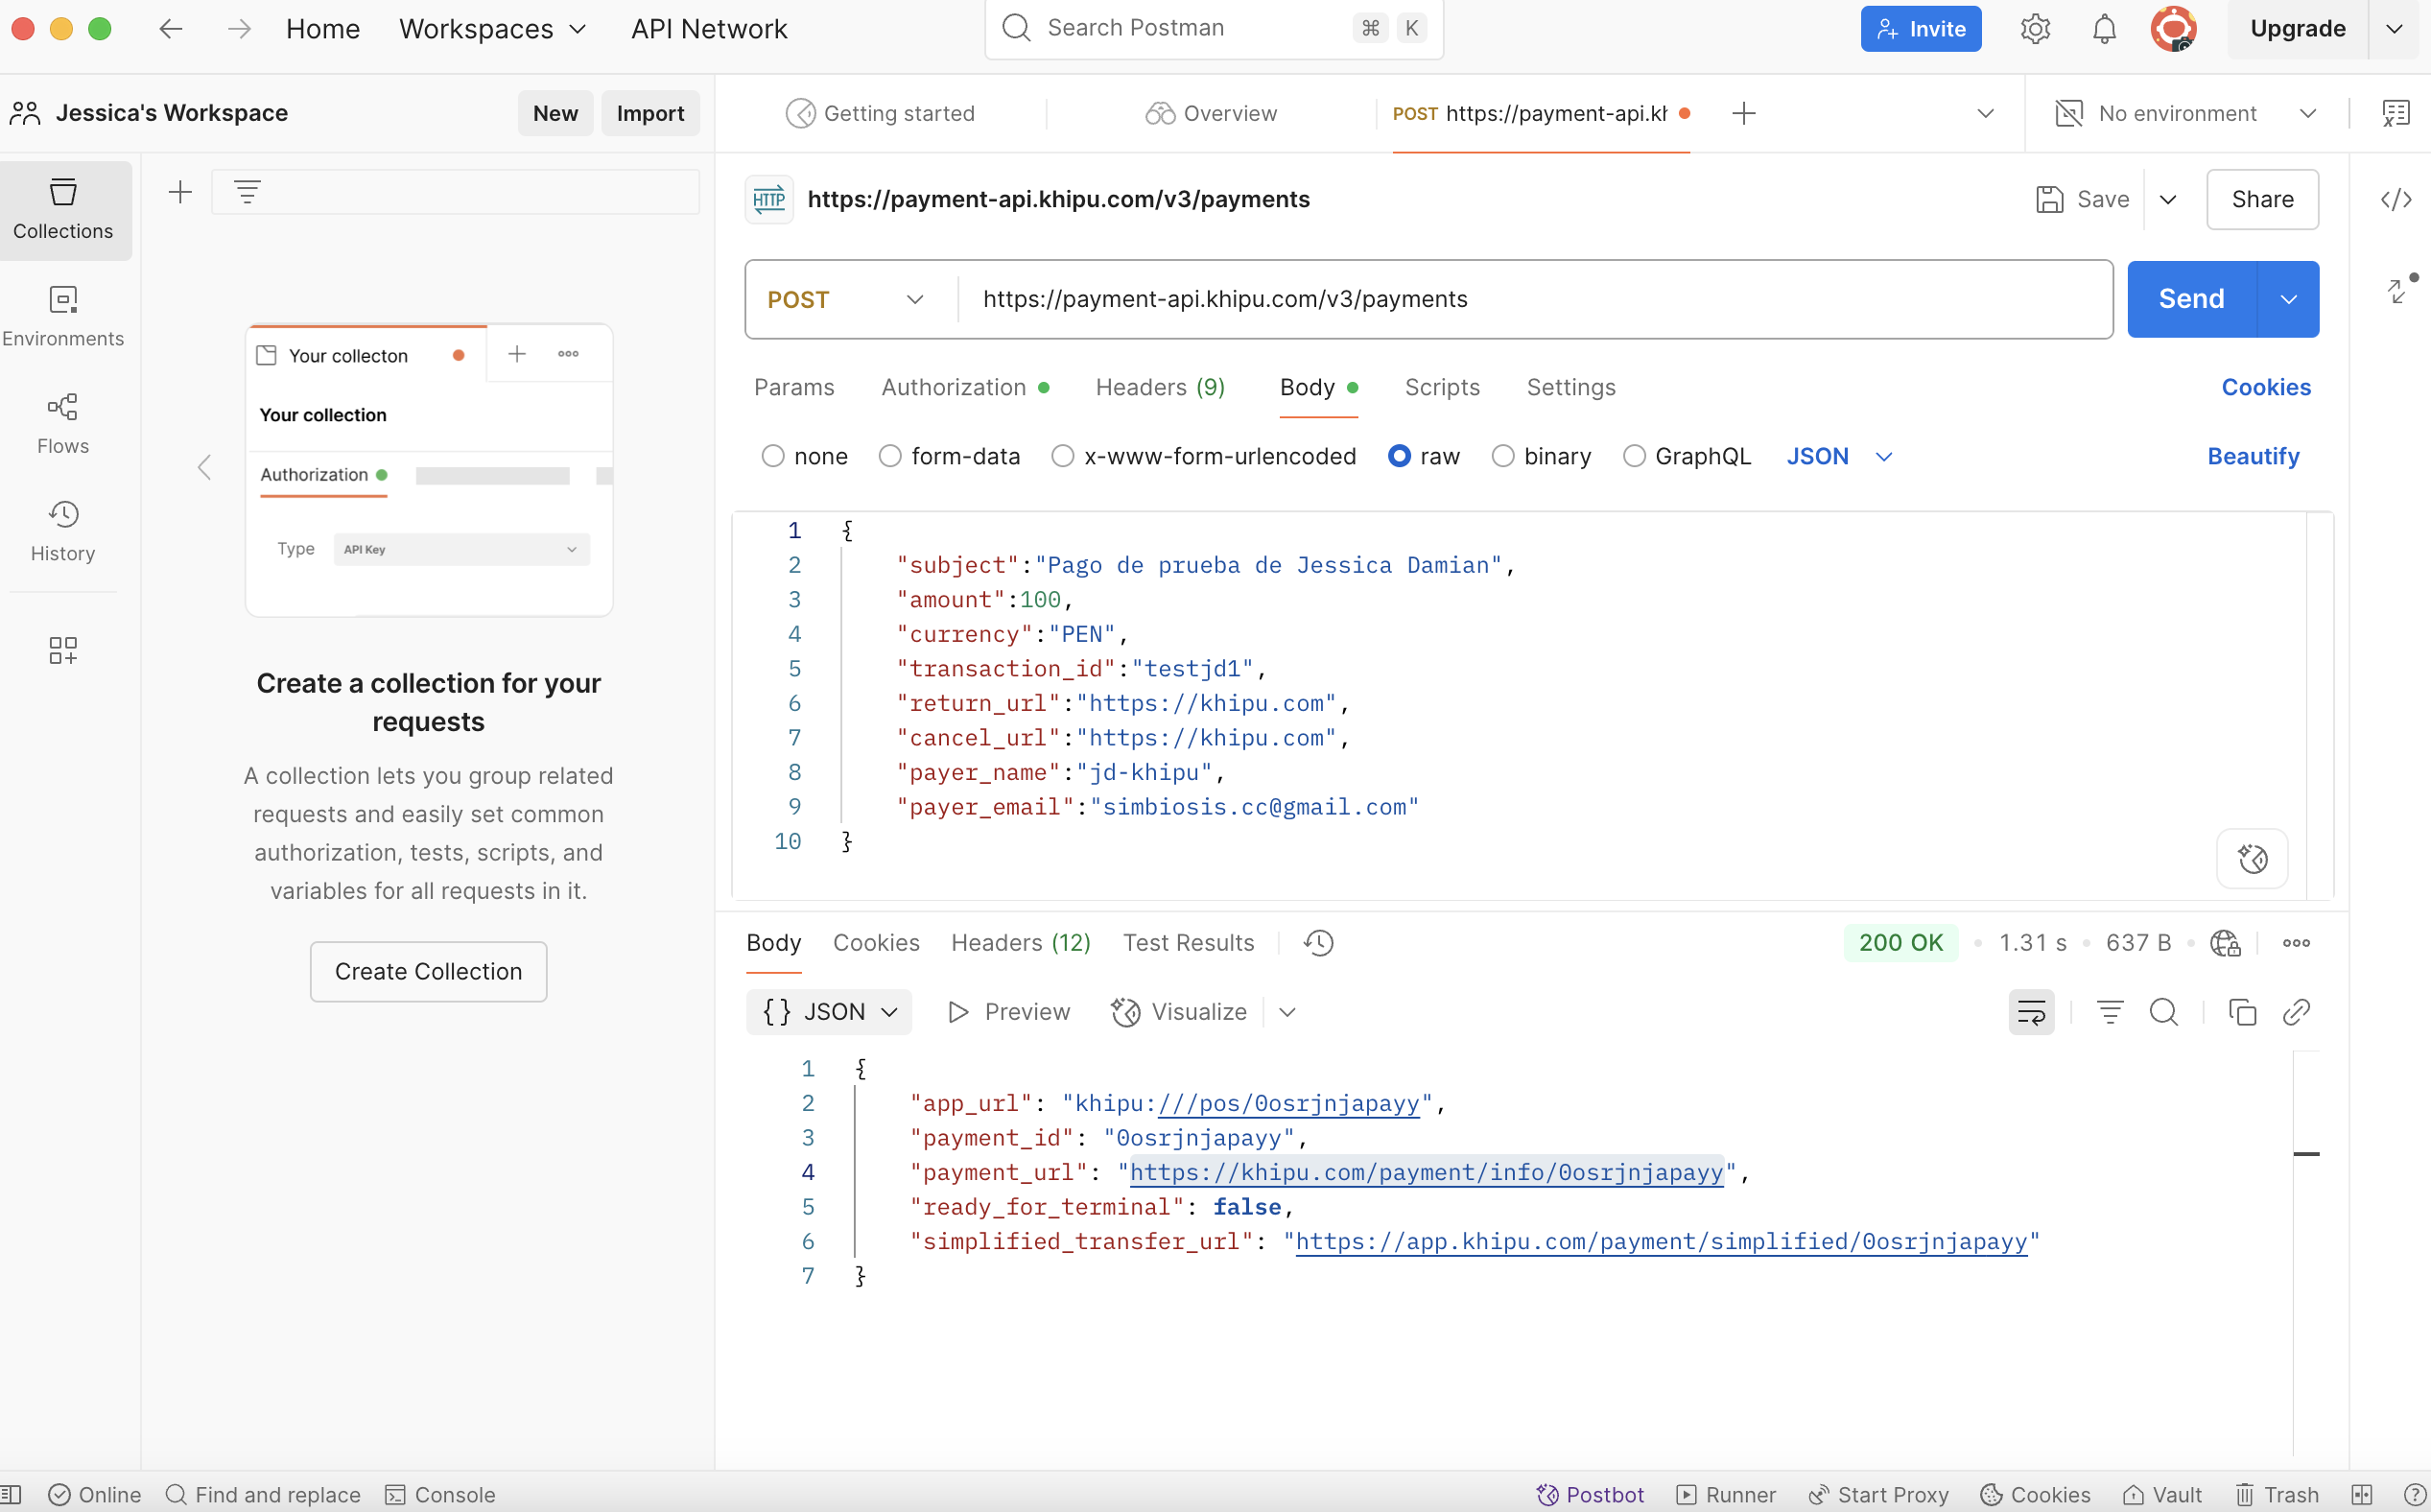 Home Workspaces API Network Search Postman ⌘ K Invite Upgrade
Jessica's Workspace New Import
Getting started Overview POST https://payment-api.kh No environment
Collections
Environments
Flows
History
Your collecton
Your collection
Authorization
Type API Key
Create a collection for your
requests
A collection lets you group related
requests and easily set common
authorization, tests, scripts, and
variables for all requests in it.
Create Collection
HTTP https://payment-api.khipu.com/v3/payments Save Share
POST https://payment-api.khipu.com/v3/payments Send
Params Authorization Headers (9) Body Scripts Settings Cookies
none form-data x-www-form-urlencoded raw binary GraphQL JSON Beautify
1 {
2 "subject":"Pago de prueba de Jessica Damian",
3 "amount":100,
4 "currency":"PEN",
5 "transaction_id":"testjd1",
6 "return_url":"https://khipu.com",
7 "cancel_url":"https://khipu.com",
8 "payer_name":"jd-khipu",
9 "payer_email":"simbiosis.cc@gmail.com"
10 }
Body Cookies Headers (12) Test Results 200 OK • 1.31 s • 637 B
{} JSON Preview Visualize
1 {
2 "app_url": "khipu:///pos/0osrjnjapayy",
3 "payment_id": "0osrjnjapayy",
4 "payment_url": "https://khipu.com/payment/info/0osrjnjapayy",
5 "ready_for_terminal": false,
6 "simplified_transfer_url": "https://app.khipu.com/payment/simplified/0osrjnjapayy"
7 }
Online Find and replace Console Postbot Runner Start Proxy Cookies Vault Trash